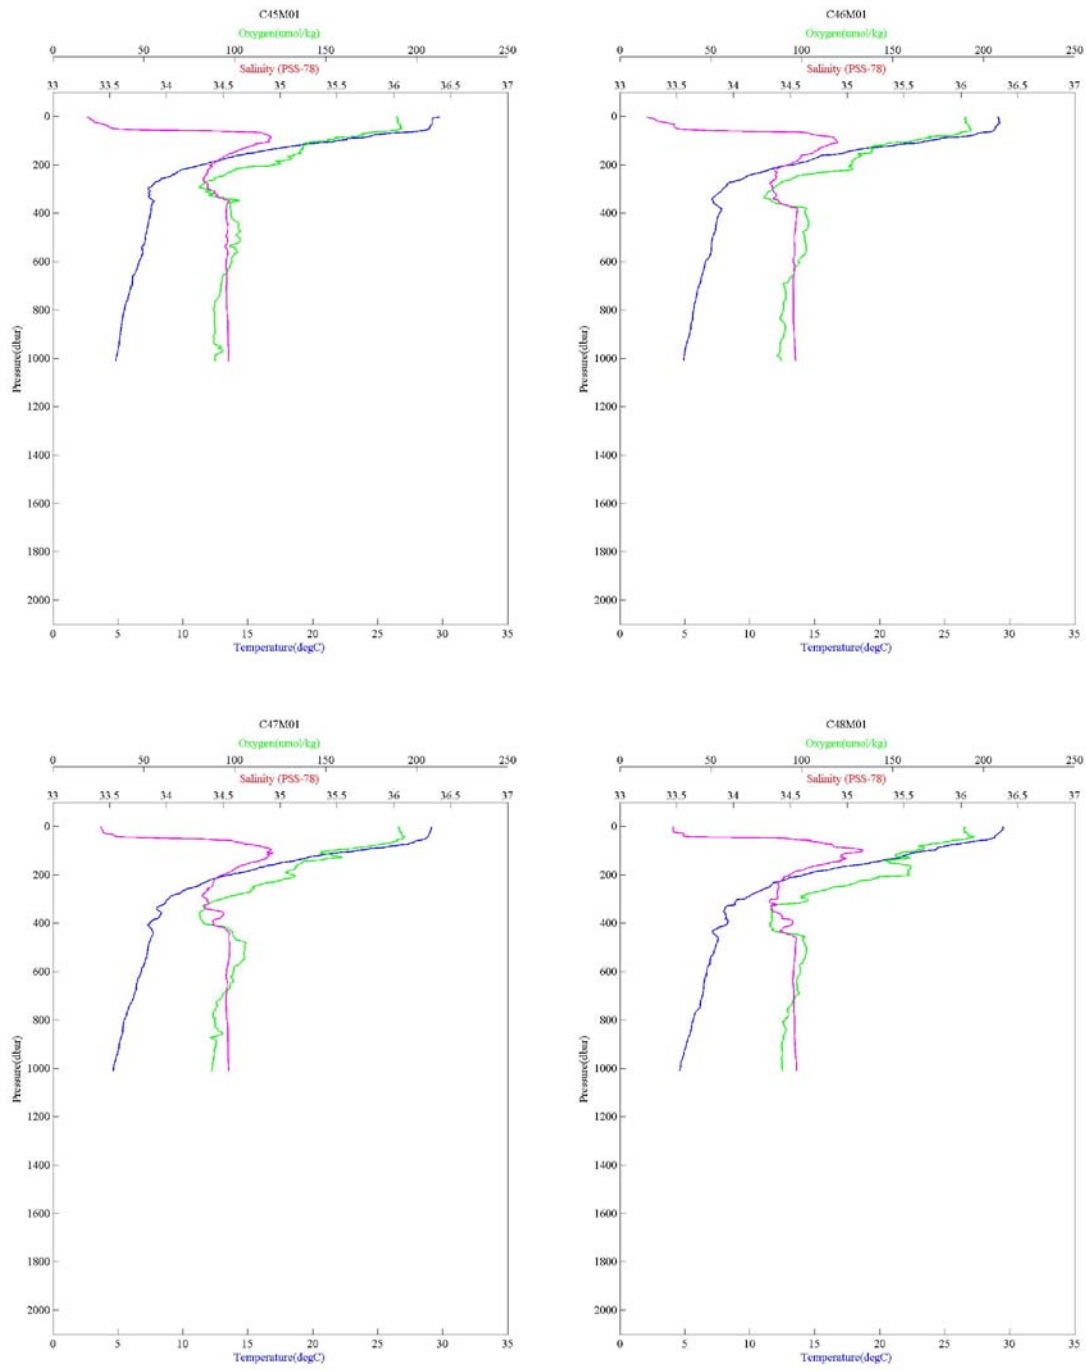 C45M01
Oxygen(umol/kg)
0 50 100 150 200 250
Salinity (PSS-78)
33 33.5 34 34.5 35 35.5 36 36.5 37
0
200
400
600
800
1000
1200
1400
1600
1800
2000
Pressure(dbar)
0 5 10 15 20 25 30 35
Temperature(degC)
C46M01
Oxygen(umol/kg)
0 50 100 150 200 250
Salinity (PSS-78)
33 33.5 34 34.5 35 35.5 36 36.5 37
0
200
400
600
800
1000
1200
1400
1600
1800
2000
Pressure(dbar)
0 5 10 15 20 25 30 35
Temperature(degC)
C47M01
Oxygen(umol/kg)
0 50 100 150 200 250
Salinity (PSS-78)
33 33.5 34 34.5 35 35.5 36 36.5 37
0
200
400
600
800
1000
1200
1400
1600
1800
2000
Pressure(dbar)
0 5 10 15 20 25 30 35
Temperature(degC)
C48M01
Oxygen(umol/kg)
0 50 100 150 200 250
Salinity (PSS-78)
33 33.5 34 34.5 35 35.5 36 36.5 37
0
200
400
600
800
1000
1200
1400
1600
1800
2000
Pressure(dbar)
0 5 10 15 20 25 30 35
Temperature(degC)